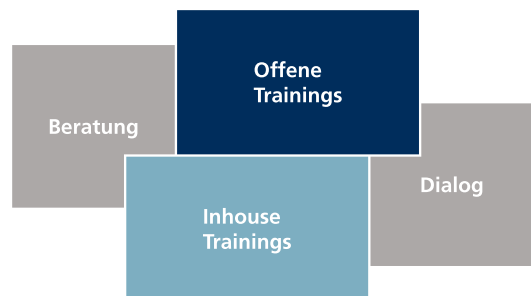 Offene
Trainings
Beratung
Dialog
Inhouse
Trainings